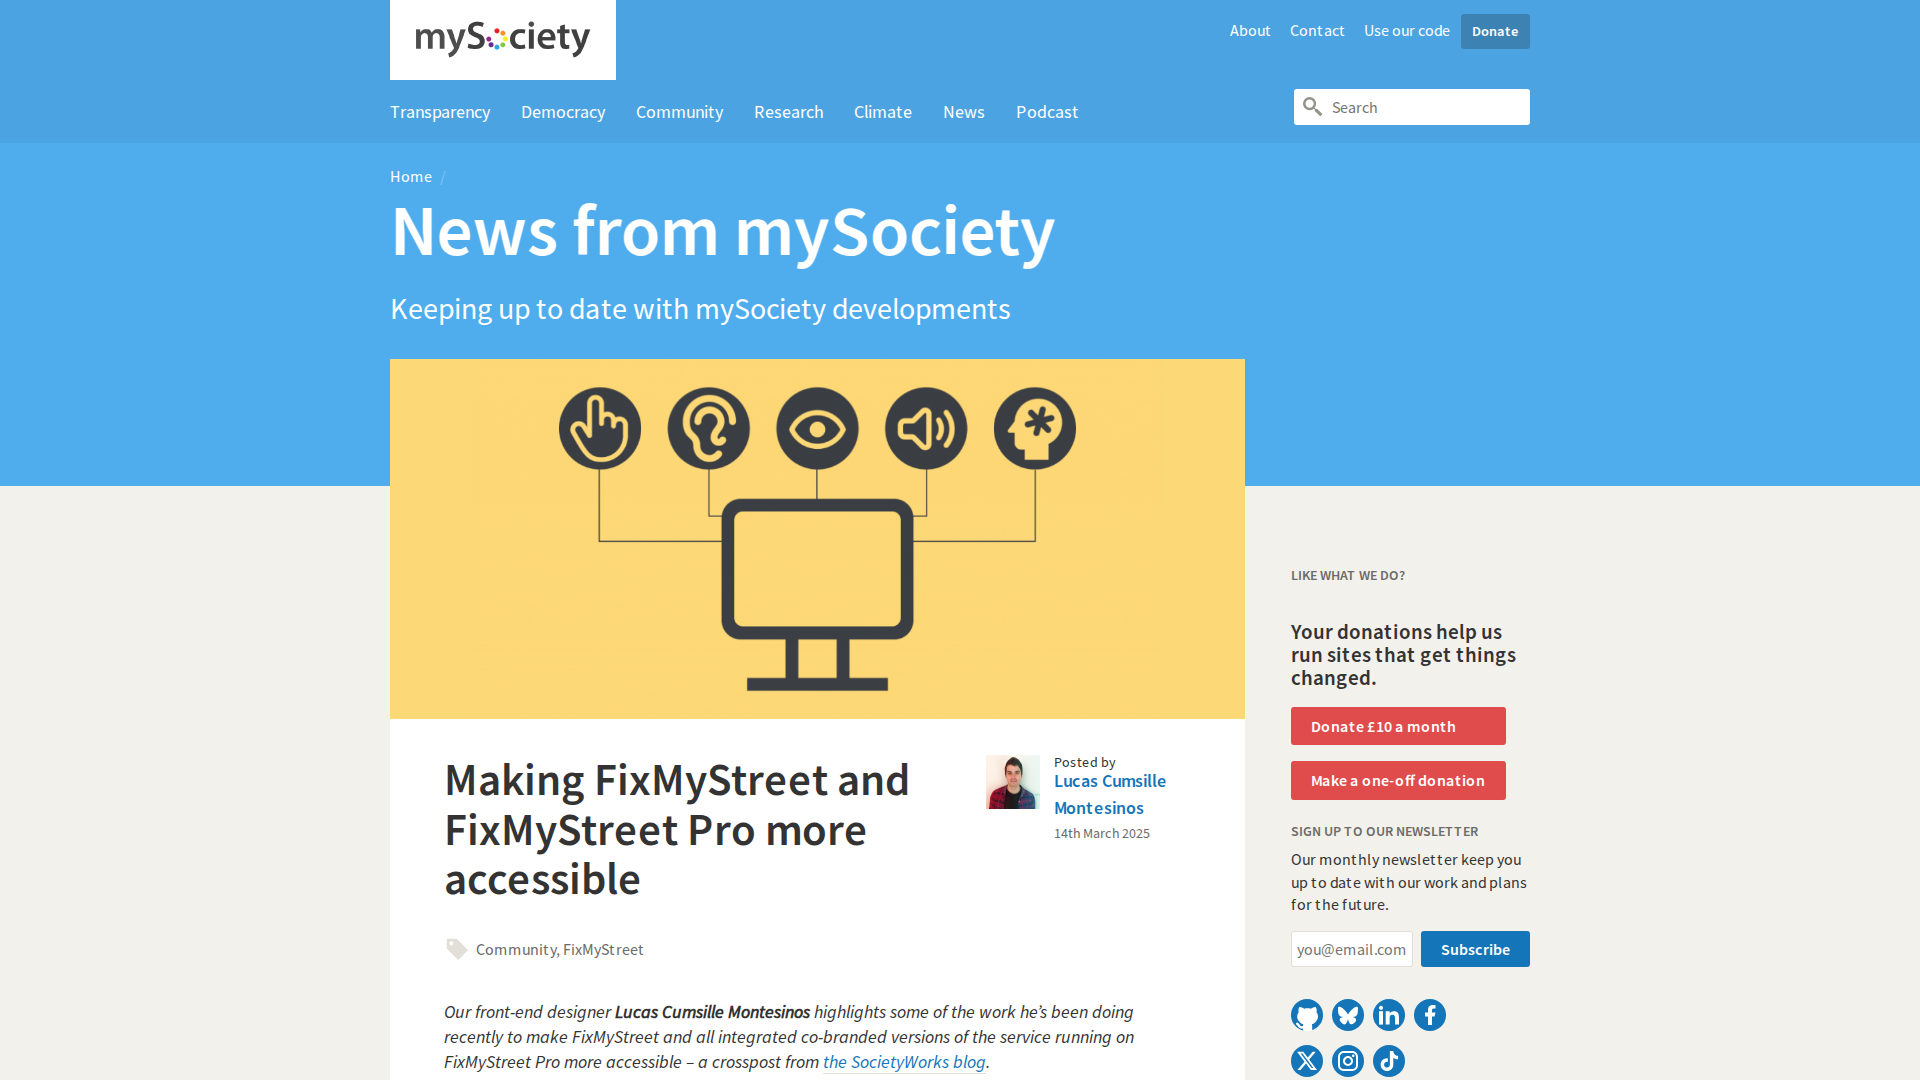 mySociety
About
Contact
Use our code
Donate
Transparency
Democracy
Community
Research
Climate
News
Podcast
Search
Home /
News from mySociety
Keeping up to date with mySociety developments
Making FixMyStreet and
FixMyStreet Pro more
accessible
Posted by
Lucas Cumsille
Montesinos
14th March 2025
Community, FixMyStreet
Our front-end designer Lucas Cumsille Montesinos highlights some of the work he’s been doing
recently to make FixMyStreet and all integrated co-branded versions of the service running on
FixMyStreet Pro more accessible – a crosspost from the SocietyWorks blog.
LIKE WHAT WE DO?
Your donations help us
run sites that get things
changed.
Donate £10 a month
Make a one-off donation
SIGN UP TO OUR NEWSLETTER
Our monthly newsletter keep you
up to date with our work and plans
for the future.
you@email.com
Subscribe